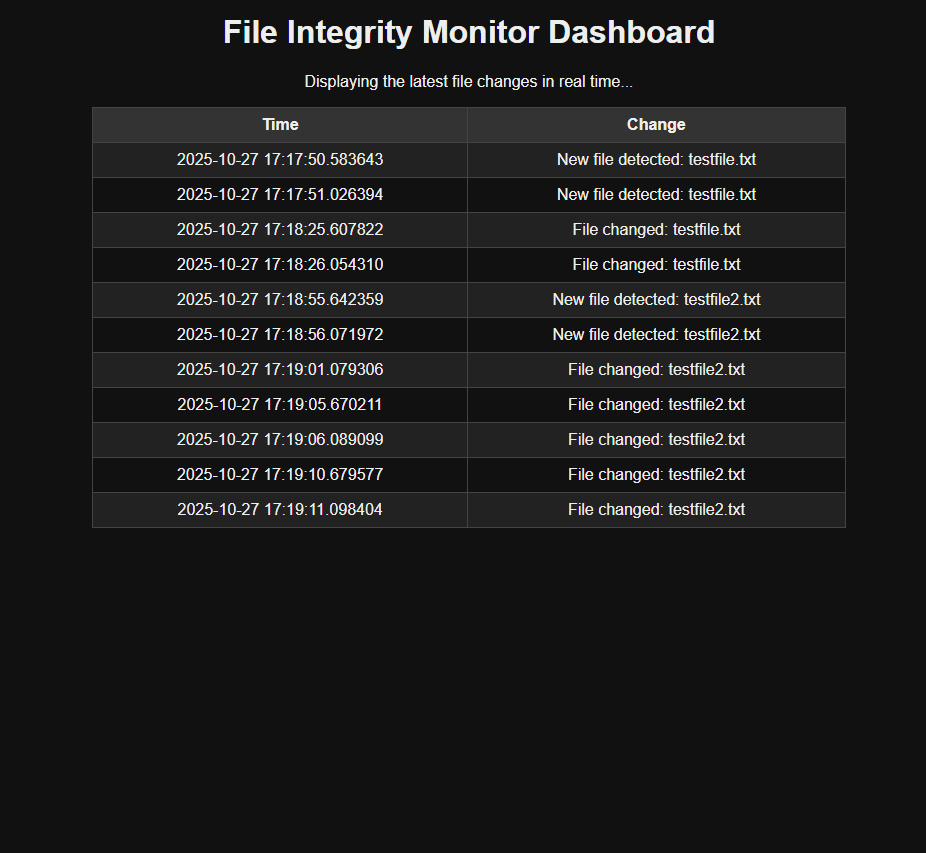 File Integrity Monitor Dashboard
Displaying the latest file changes in real time...
Time Change
2025-10-27 17:17:50.583643 New file detected: testfile.txt
2025-10-27 17:17:51.026394 New file detected: testfile.txt
2025-10-27 17:18:25.607822 File changed: testfile.txt
2025-10-27 17:18:26.054310 File changed: testfile.txt
2025-10-27 17:18:55.642359 New file detected: testfile2.txt
2025-10-27 17:18:56.071972 New file detected: testfile2.txt
2025-10-27 17:19:01.079306 File changed: testfile2.txt
2025-10-27 17:19:05.670211 File changed: testfile2.txt
2025-10-27 17:19:06.089099 File changed: testfile2.txt
2025-10-27 17:19:10.679577 File changed: testfile2.txt
2025-10-27 17:19:11.098404 File changed: testfile2.txt